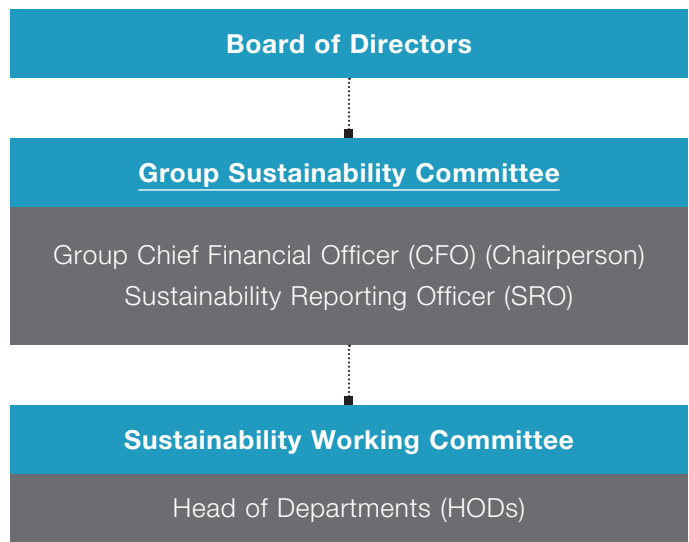 Board of Directors
Group Sustainability Committee
Group Chief Financial Officer (CFO) (Chairperson)
Sustainability Reporting Officer (SRO)
Sustainability Working Committee
Head of Departments (HODs)